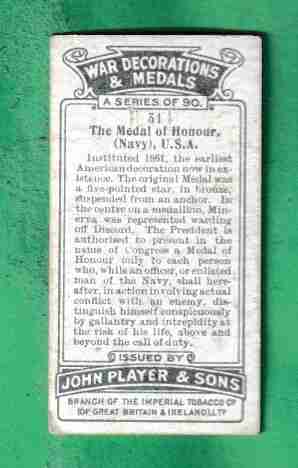 WAR DECORATIONS
& MEDALS
A SERIES OF 90.
51
The Medal of Honour,
(Navy), U.S.A.
Instituted 1861, the earliest
American decoration now in ex-
istence. The original Medal was
a five-pointed star, in bronze,
suspended from an anchor. In
the centre on a medallion, Min-
erva was represented warding
off Discord. The President is
authorised to present in the
name of Congress a Medal of
Honour only to each person
who, while an officer, or enlisted
man of the Navy, shall here-
after, in action involving actual
conflict with an enemy, dis-
tinguish himself conspicuously
by gallantry and intrepidity at
the risk of his life, above and
beyond the call of duty.
ISSUED BY
JOHN PLAYER & SONS
BRANCH OF THE IMPERIAL TOBACCO CO
(OF GREAT BRITAIN & IRELAND), LTD